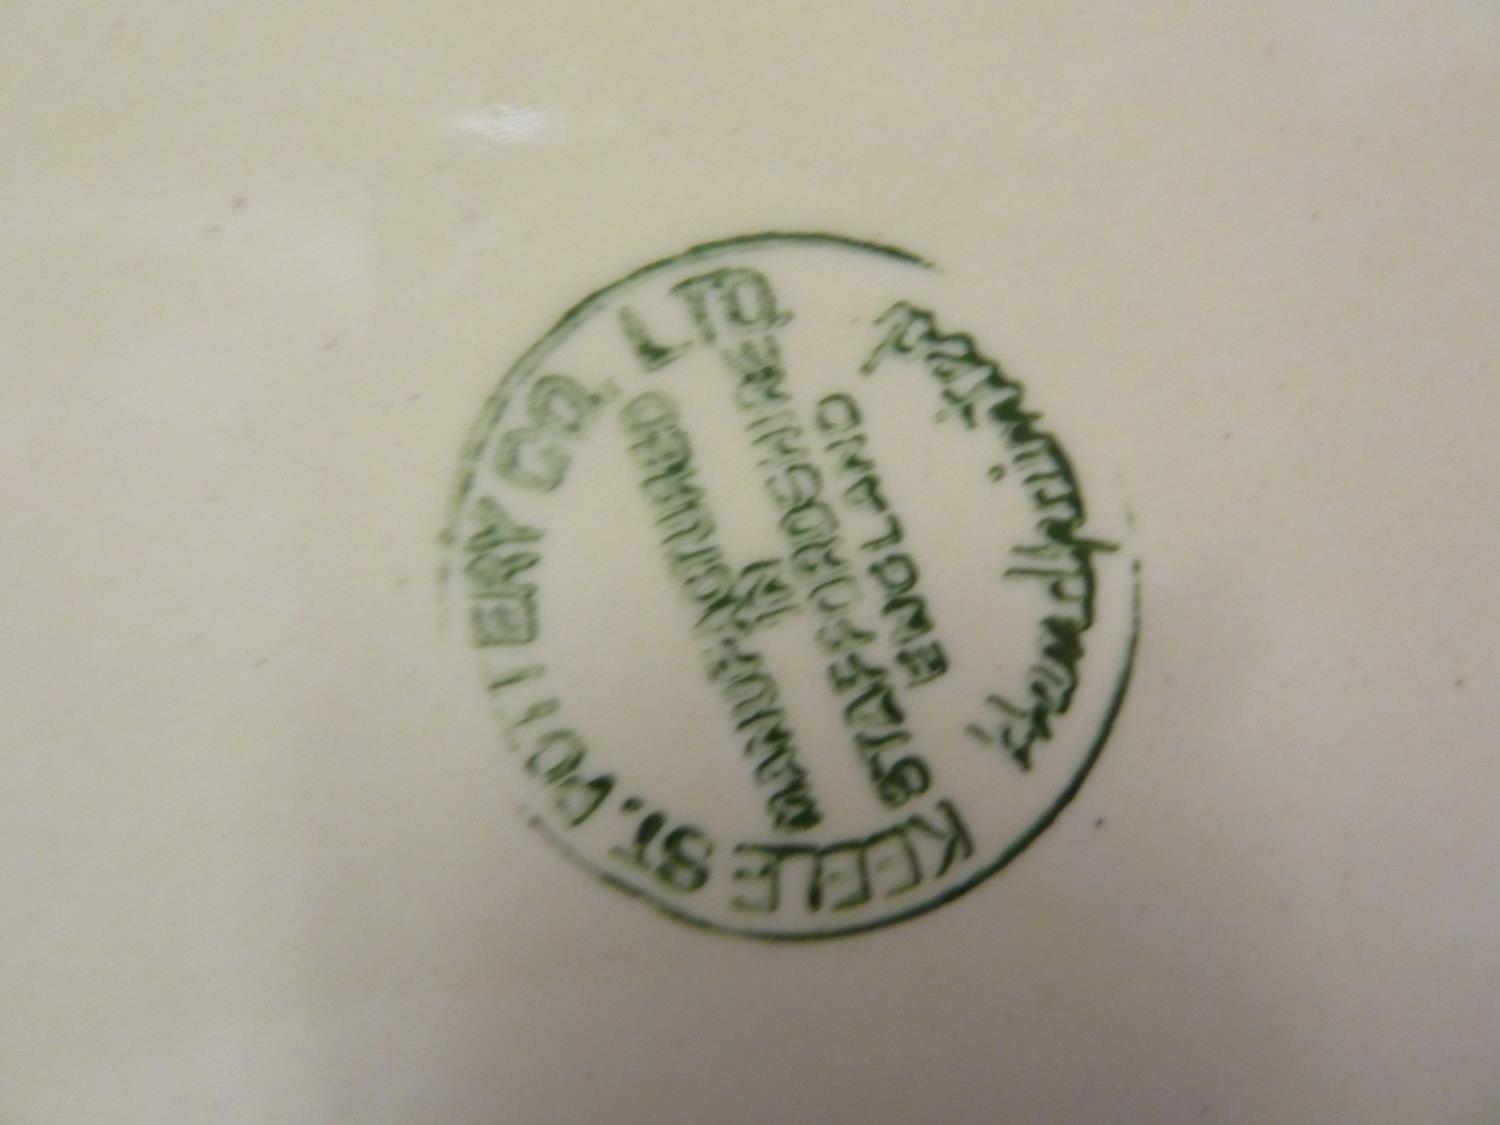 KEELE ST. POTTERY CO. LTD
MANUFACTURED
IN
STAFFORDSHIRE
ENGLAND